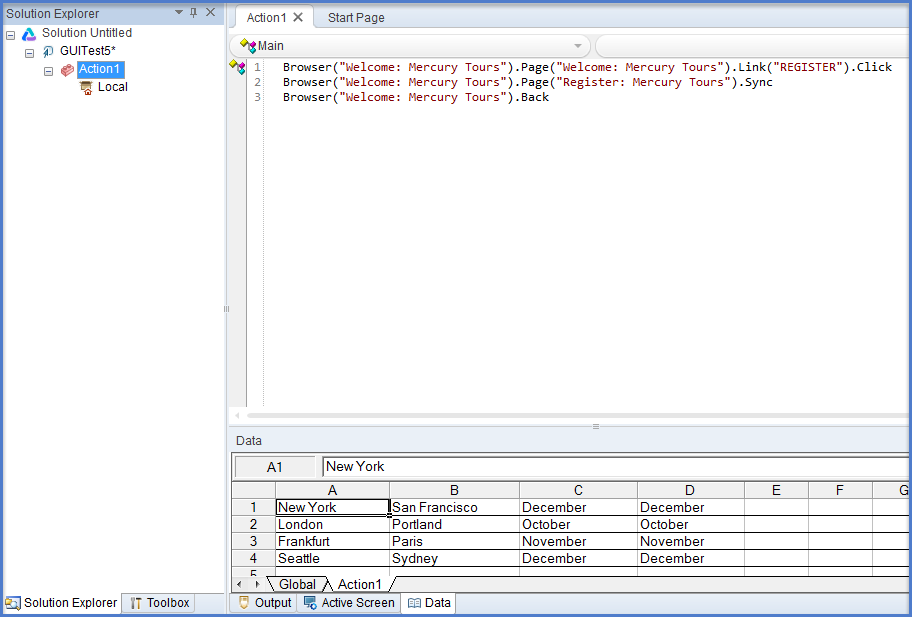 Solution Explorer
Solution Untitled
GUITest5*
Action1
Local
Solution Explorer Toolbox
Action1 Start Page
Main
1 Browser("Welcome: Mercury Tours").Page("Welcome: Mercury Tours").Link("REGISTER").Click
2 Browser("Welcome: Mercury Tours").Page("Register: Mercury Tours").Sync
3 Browser("Welcome: Mercury Tours").Back
Data
A1 New York
A B C D E F G
1 New York San Francisco December December
2 London Portland October October
3 Frankfurt Paris November November
4 Seattle Sydney December December
5
Global Action1
Output Active Screen Data